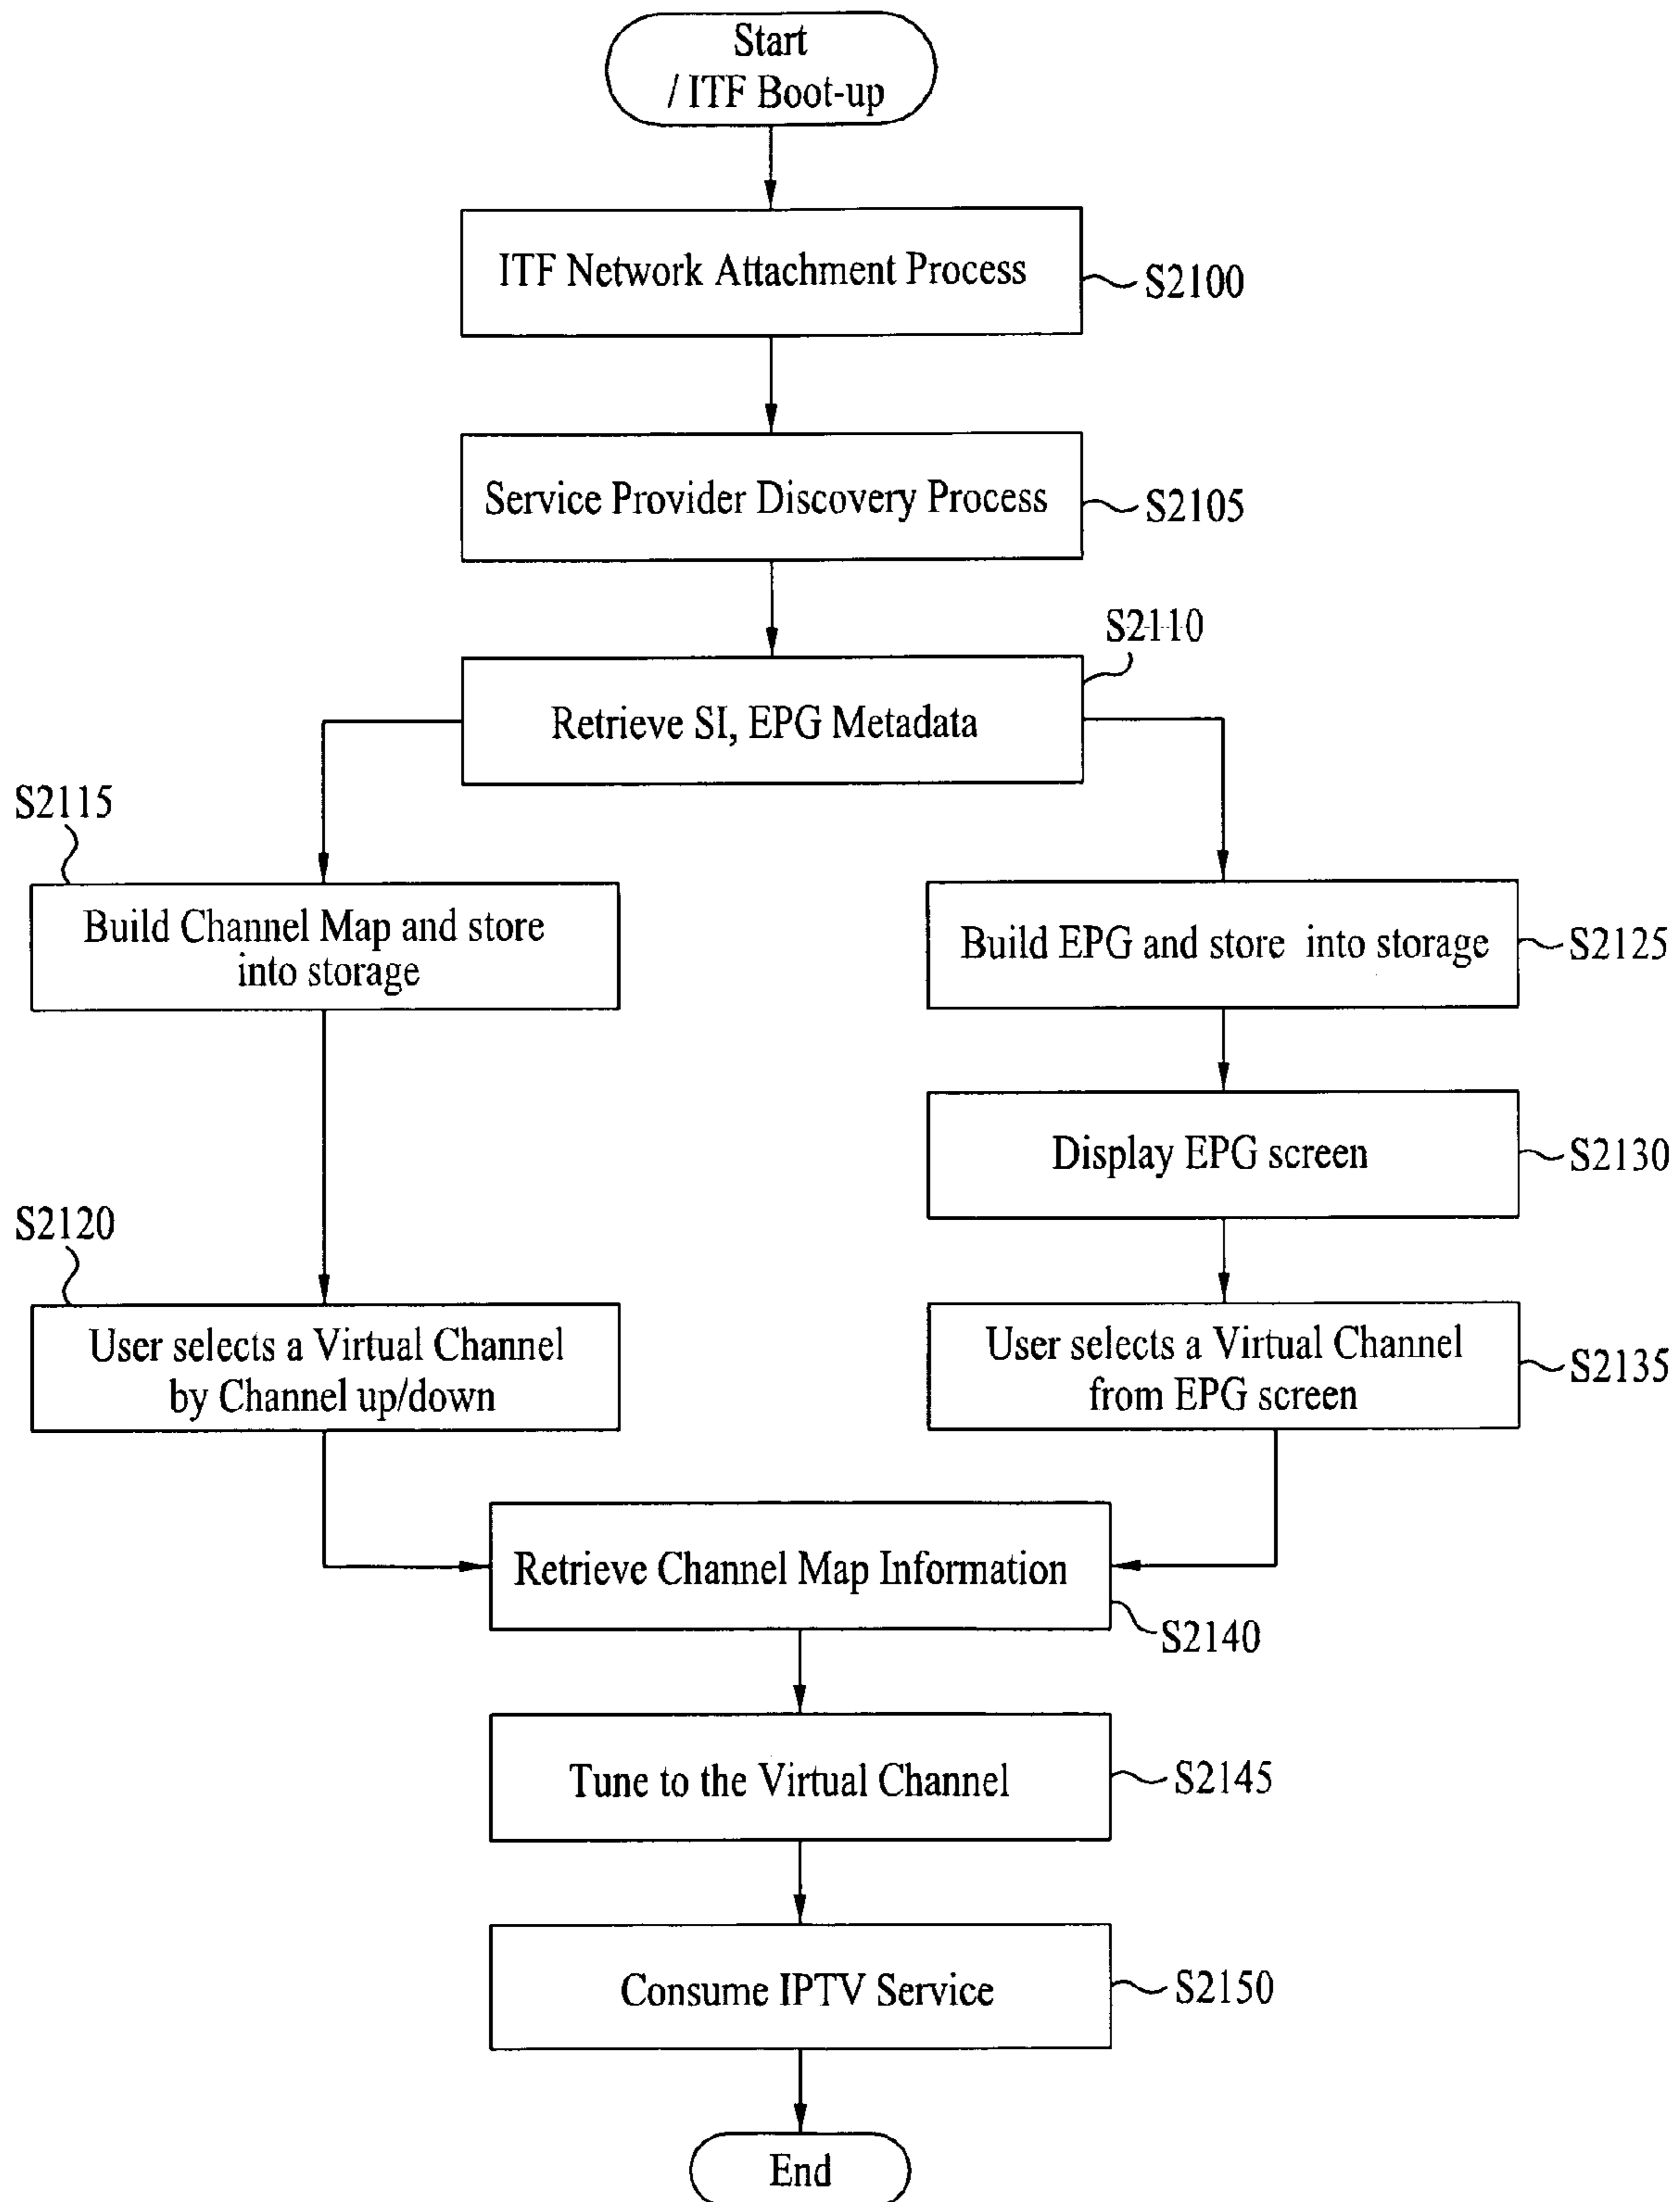 Start
/ ITF Boot-up
ITF Network Attachment Process
S2100
Service Provider Discovery Process
S2105
S2110
Retrieve SI, EPG Metadata
S2115
Build Channel Map and store
into storage
Build EPG and store into storage
S2125
Display EPG screen
S2130
S2120
User selects a Virtual Channel
by Channel up/down
User selects a Virtual Channel
from EPG screen
S2135
Retrieve Channel Map Information
S2140
Tune to the Virtual Channel
S2145
Consume IPTV Service
S2150
End